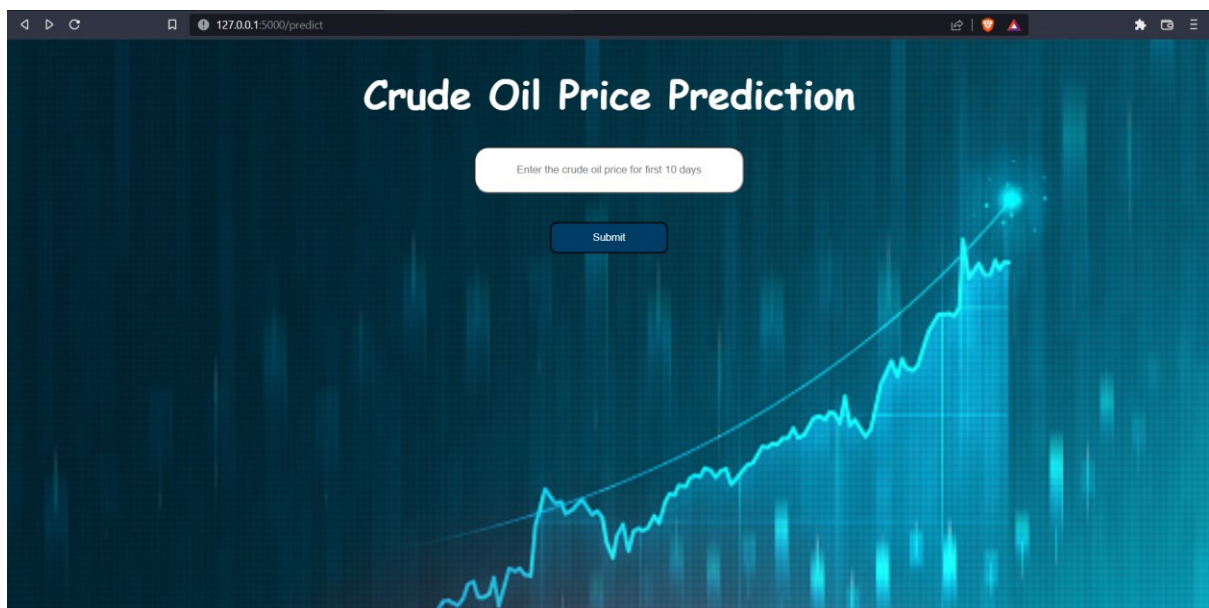 127.0.0.1:5000/predict
Crude Oil Price Prediction
Enter the crude oil price for first 10 days
Submit